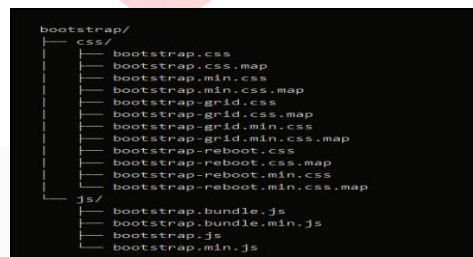 bootstrap/
├── css/
│   ├── bootstrap.css
│   ├── bootstrap.css.map
│   ├── bootstrap.min.css
│   ├── bootstrap.min.css.map
│   ├── bootstrap-grid.css
│   ├── bootstrap-grid.css.map
│   ├── bootstrap-grid.min.css
│   ├── bootstrap-grid.min.css.map
│   ├── bootstrap-reboot.css
│   ├── bootstrap-reboot.css.map
│   ├── bootstrap-reboot.min.css
│   └── bootstrap-reboot.min.css.map
└── js/
    ├── bootstrap.bundle.js
    ├── bootstrap.bundle.min.js
    ├── bootstrap.js
    └── bootstrap.min.js